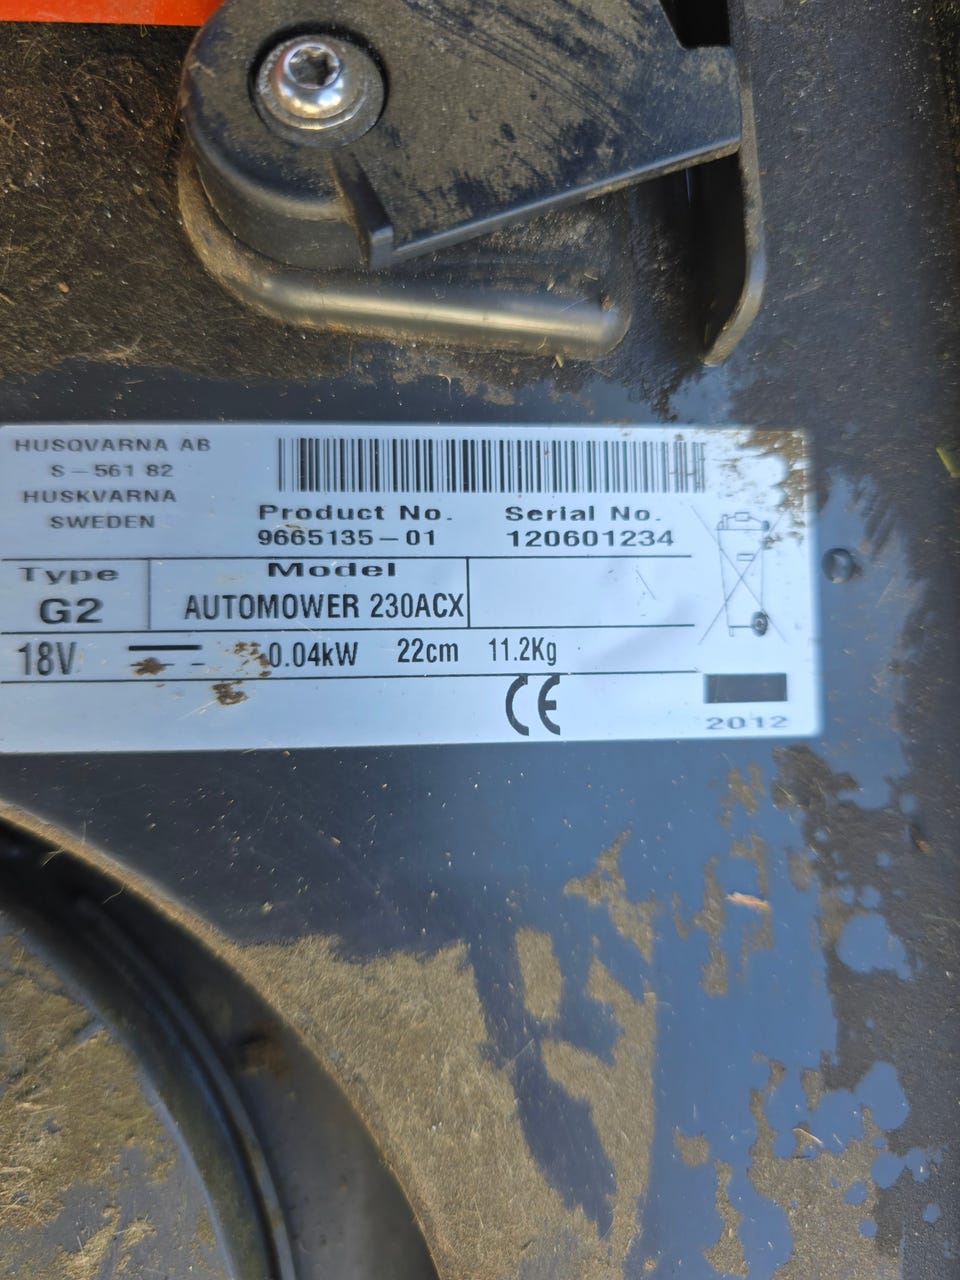 HUSQVARNA AB
S-561 82
HUSKVARNA
SWEDEN
Product No. Serial No.
9665135-01 120601234
Type Model
G2 AUTOMOWER 230ACX
18V 0.04kW 22cm 11.2Kg
CE
2012